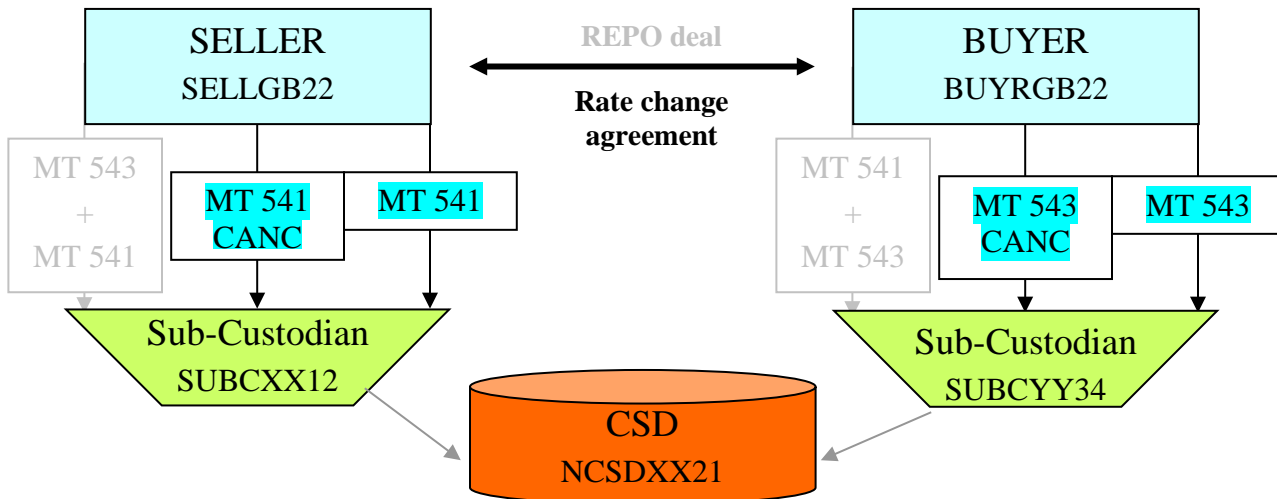 SELLER
SELLGB22
REPO deal
Rate change
agreement
BUYER
BUYRGB22
MT 543
+
MT 541
MT 541
CANC
MT 541
MT 541
+
MT 543
MT 543
CANC
MT 543
Sub-Custodian
SUBCXX12
Sub-Custodian
SUBCYY34
CSD
NCSDXX21